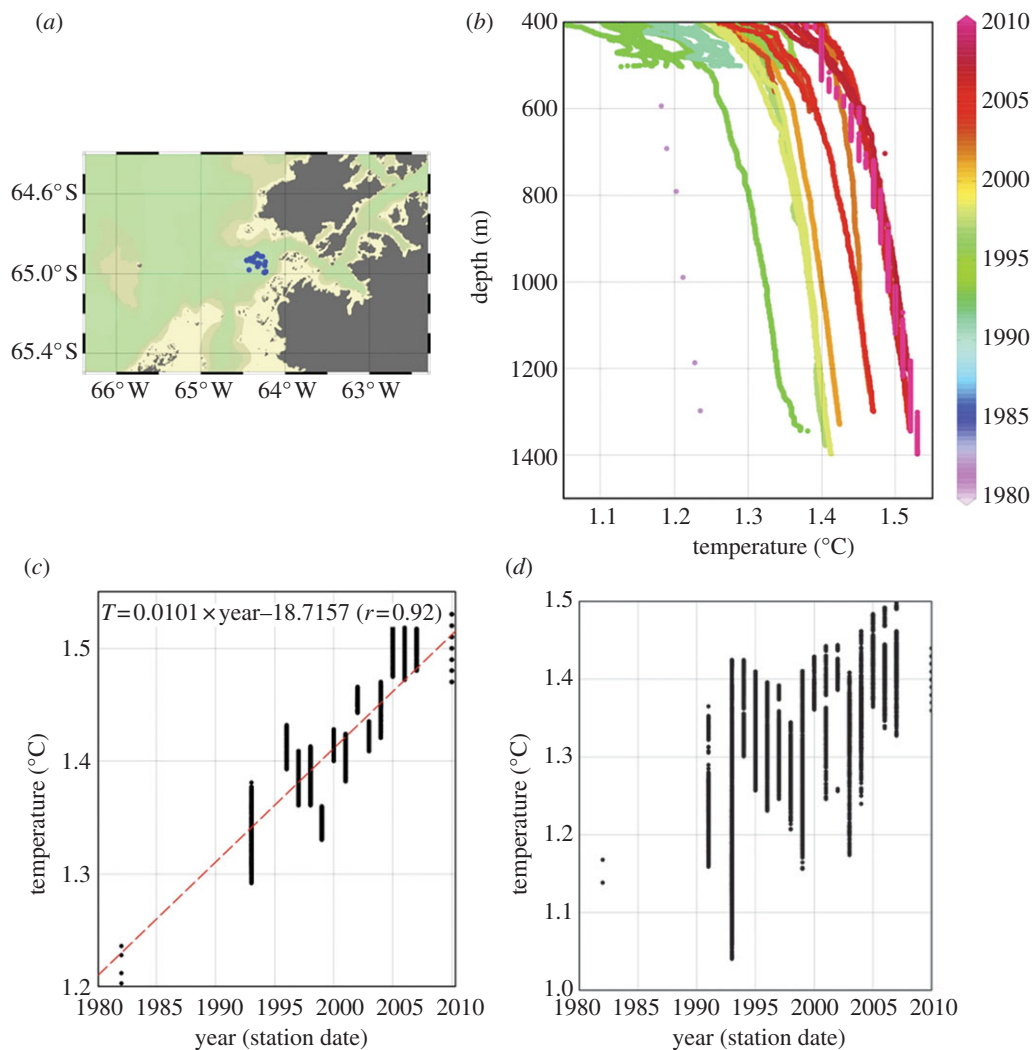 (a)
64.6°S
65.0°S
65.4°S
66°W 65°W 64°W 63°W
(b)
400
600
800
1000
1200
1400
depth (m)
1.1 1.2 1.3 1.4 1.5
temperature (°C)
2010
2005
2000
1995
1990
1985
1980
(c)
T=0.0101×year–18.7157 (r=0.92)
1.5
1.4
1.3
1.2
temperature (°C)
1980 1985 1990 1995 2000 2005 2010
year (station date)
(d)
1.5
1.4
1.3
1.2
1.1
1.0
temperature (°C)
1980 1985 1990 1995 2000 2005 2010
year (station date)